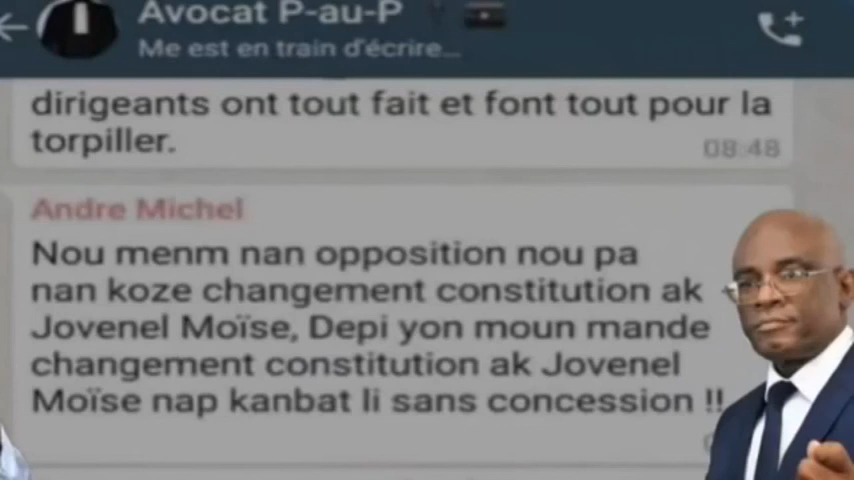 Avocat P-au-P
Me est en train d'écrire...
dirigeants ont tout fait et font tout pour la
torpiller.
08:48
Andre Michel
Nou menm nan opposition nou pa
nan koze changement constitution ak
Jovenel Moïse, Depi yon moun mande
changement constitution ak Jovenel
Moïse nap kanbat li sans concession !!